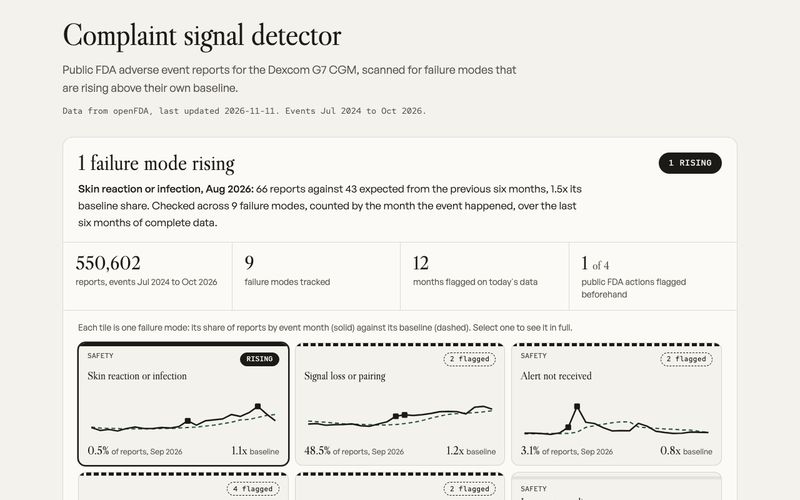 Complaint signal detector
Public FDA adverse event reports for the Dexcom G7 CGM, scanned for failure modes that
are rising above their own baseline.
Data from openFDA, last updated 2026-11-11. Events Jul 2024 to Oct 2026.
1 failure mode rising
1 RISING
Skin reaction or infection, Aug 2026: 66 reports against 43 expected from the previous six months, 1.5x its
baseline share. Checked across 9 failure modes, counted by the month the event happened, over the last
six months of complete data.
550,602
reports, events Jul 2024 to Oct 2026
9
failure modes tracked
12
months flagged on today's data
1 of 4
public FDA actions flagged
beforehand
Each tile is one failure mode: its share of reports by event month (solid) against its baseline (dashed). Select one to see it in full.
SAFETY
RISING
Skin reaction or infection
0.5% of reports, Sep 2026
1.1x baseline
2 flagged
Signal loss or pairing
48.5% of reports, Sep 2026
1.2x baseline
SAFETY
2 flagged
Alert not received
3.1% of reports, Sep 2026
0.8x baseline
4 flagged
2 flagged
SAFETY